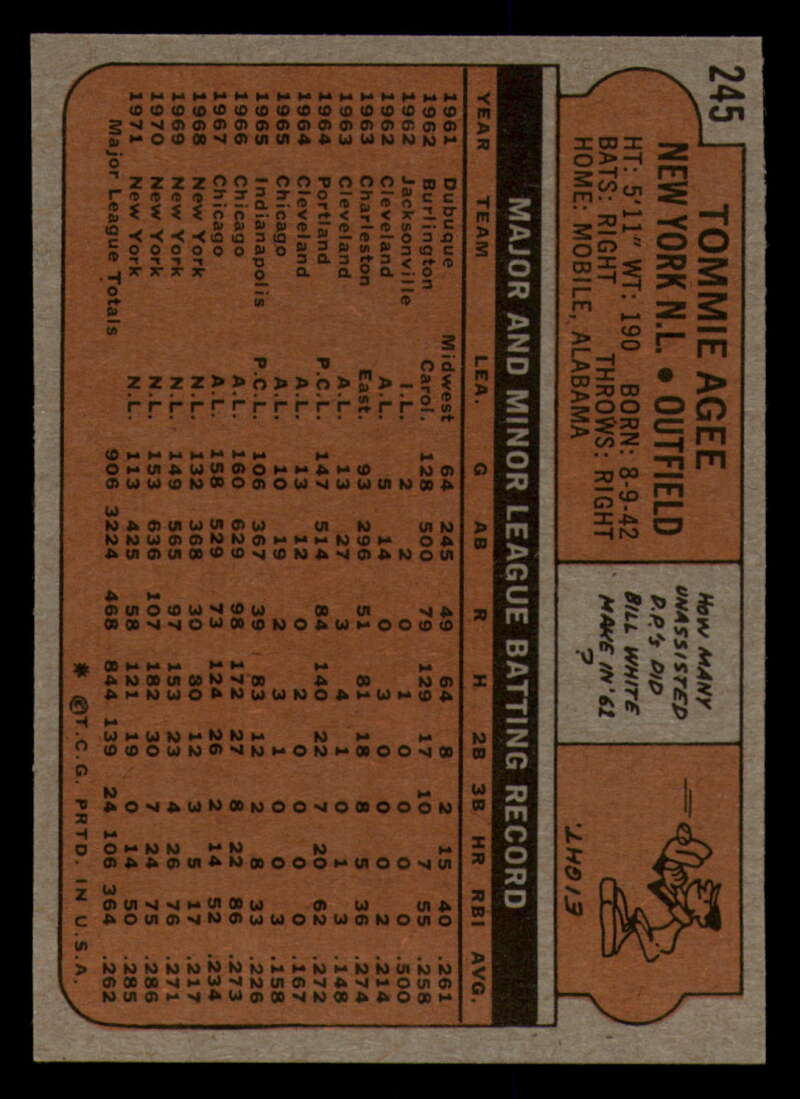 245
TOMMIE AGEE
NEW YORK N.L. • OUTFIELD
HT: 5'11" WT: 190 BORN: 8-9-42
BATS: RIGHT THROWS: RIGHT
HOME: MOBILE, ALABAMA
HOW MANY
UNASSISTED
D.P.'S DID
BILL WHITE
MAKE IN '61
?
EIGHT.
MAJOR AND MINOR LEAGUE BATTING RECORD
YEAR TEAM LEA. G AB R H 2B 3B HR RBI AVG.
1961 Dubuque Midwest 64 245 49 64 8 2 15 40 .261
1962 Burlington Carol. 128 500 79 129 17 10 7 55 .258
1962 Jacksonville I.L. 2 2 0 1 0 0 0 0 .500
1962 Cleveland A.L. 5 14 0 3 0 0 0 2 .214
1963 Charleston East. 93 296 51 81 18 8 5 36 .274
1963 Cleveland A.L. 13 27 3 4 1 0 1 3 .148
1964 Portland P.C.L. 147 514 84 140 22 7 20 62 .272
1964 Cleveland A.L. 13 12 0 2 0 0 0 0 .167
1965 Chicago A.L. 10 19 2 3 1 0 0 3 .158
1965 Indianapolis P.C.L. 106 367 39 83 12 2 8 33 .226
1966 Chicago A.L. 160 629 98 172 27 8 22 86 .273
1967 Chicago A.L. 158 529 73 124 26 2 14 52 .234
1968 New York N.L. 132 368 30 80 12 3 5 17 .217
1969 New York N.L. 149 565 97 153 23 4 26 76 .271
1970 New York N.L. 153 636 107 182 30 7 24 75 .286
1971 New York N.L. 113 425 58 121 19 0 14 50 .285
Major League Totals 906 3224 468 844 139 24 106 364 .262
* ©T.C.G. PRTD. IN U.S.A.